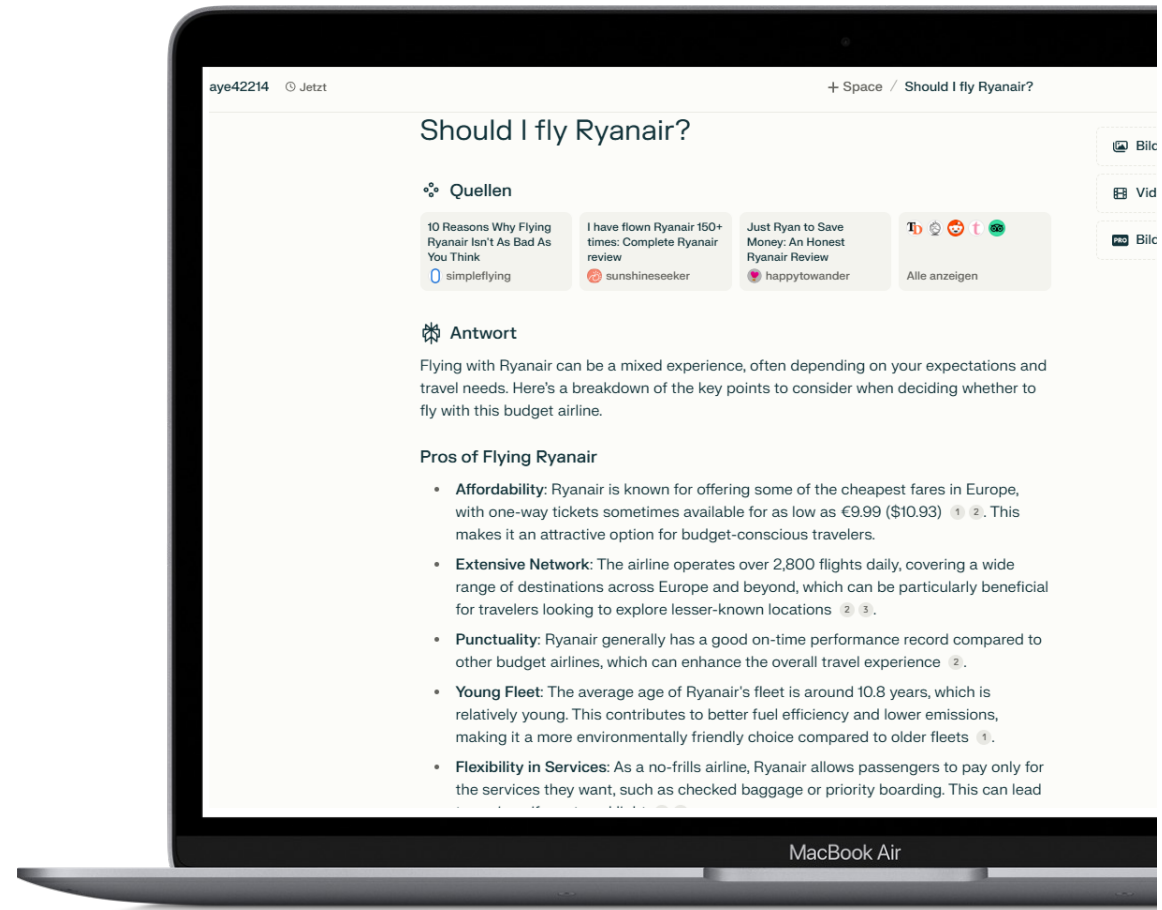 aye42214 Jetzt
+ Space / Should I fly Ryanair?
Should I fly Ryanair?
Quellen
10 Reasons Why Flying
Ryanair Isn't As Bad As
You Think
simpleflying
I have flown Ryanair 150+
times: Complete Ryanair
review
sunshineseeker
Just Ryan to Save
Money: An Honest
Ryanair Review
happytowander
Tb t
Alle anzeigen
Antwort
Flying with Ryanair can be a mixed experience, often depending on your expectations and
travel needs. Here's a breakdown of the key points to consider when deciding whether to
fly with this budget airline.
Pros of Flying Ryanair
• Affordability: Ryanair is known for offering some of the cheapest fares in Europe,
with one-way tickets sometimes available for as low as €9.99 ($10.93) 1 2. This
makes it an attractive option for budget-conscious travelers.
• Extensive Network: The airline operates over 2,800 flights daily, covering a wide
range of destinations across Europe and beyond, which can be particularly beneficial
for travelers looking to explore lesser-known locations 2 3.
• Punctuality: Ryanair generally has a good on-time performance record compared to
other budget airlines, which can enhance the overall travel experience 2.
• Young Fleet: The average age of Ryanair's fleet is around 10.8 years, which is
relatively young. This contributes to better fuel efficiency and lower emissions,
making it a more environmentally friendly choice compared to older fleets 1.
• Flexibility in Services: As a no-frills airline, Ryanair allows passengers to pay only for
the services they want, such as checked baggage or priority boarding. This can lead
Bild
Vid
PRO Bild
MacBook Air